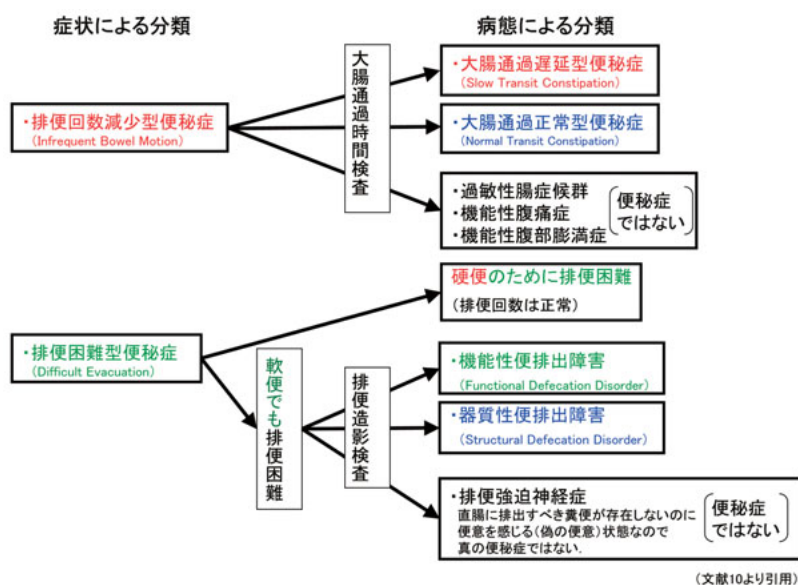 症状による分類
病態による分類
大腸通過時間検査
・大腸通過遅延型便秘症
(Slow Transit Constipation)
・排便回数減少型便秘症
(Infrequent Bowel Motion)
・大腸通過正常型便秘症
(Normal Transit Constipation)
・過敏性腸症候群
・機能性腹痛症
・機能性腹部膨満症
便秘症
ではない
硬便のために排便困難
(排便回数は正常)
・排便困難型便秘症
(Difficult Evacuation)
軟便でも排便困難
排便造影検査
・機能性便排出障害
(Functional Defecation Disorder)
・器質性便排出障害
(Structural Defecation Disorder)
・排便強迫神経症
直腸に排出すべき糞便が存在しないのに
便意を感じる(偽の便意)状態なので
真の便秘症ではない.
便秘症
ではない
(文献10より引用)